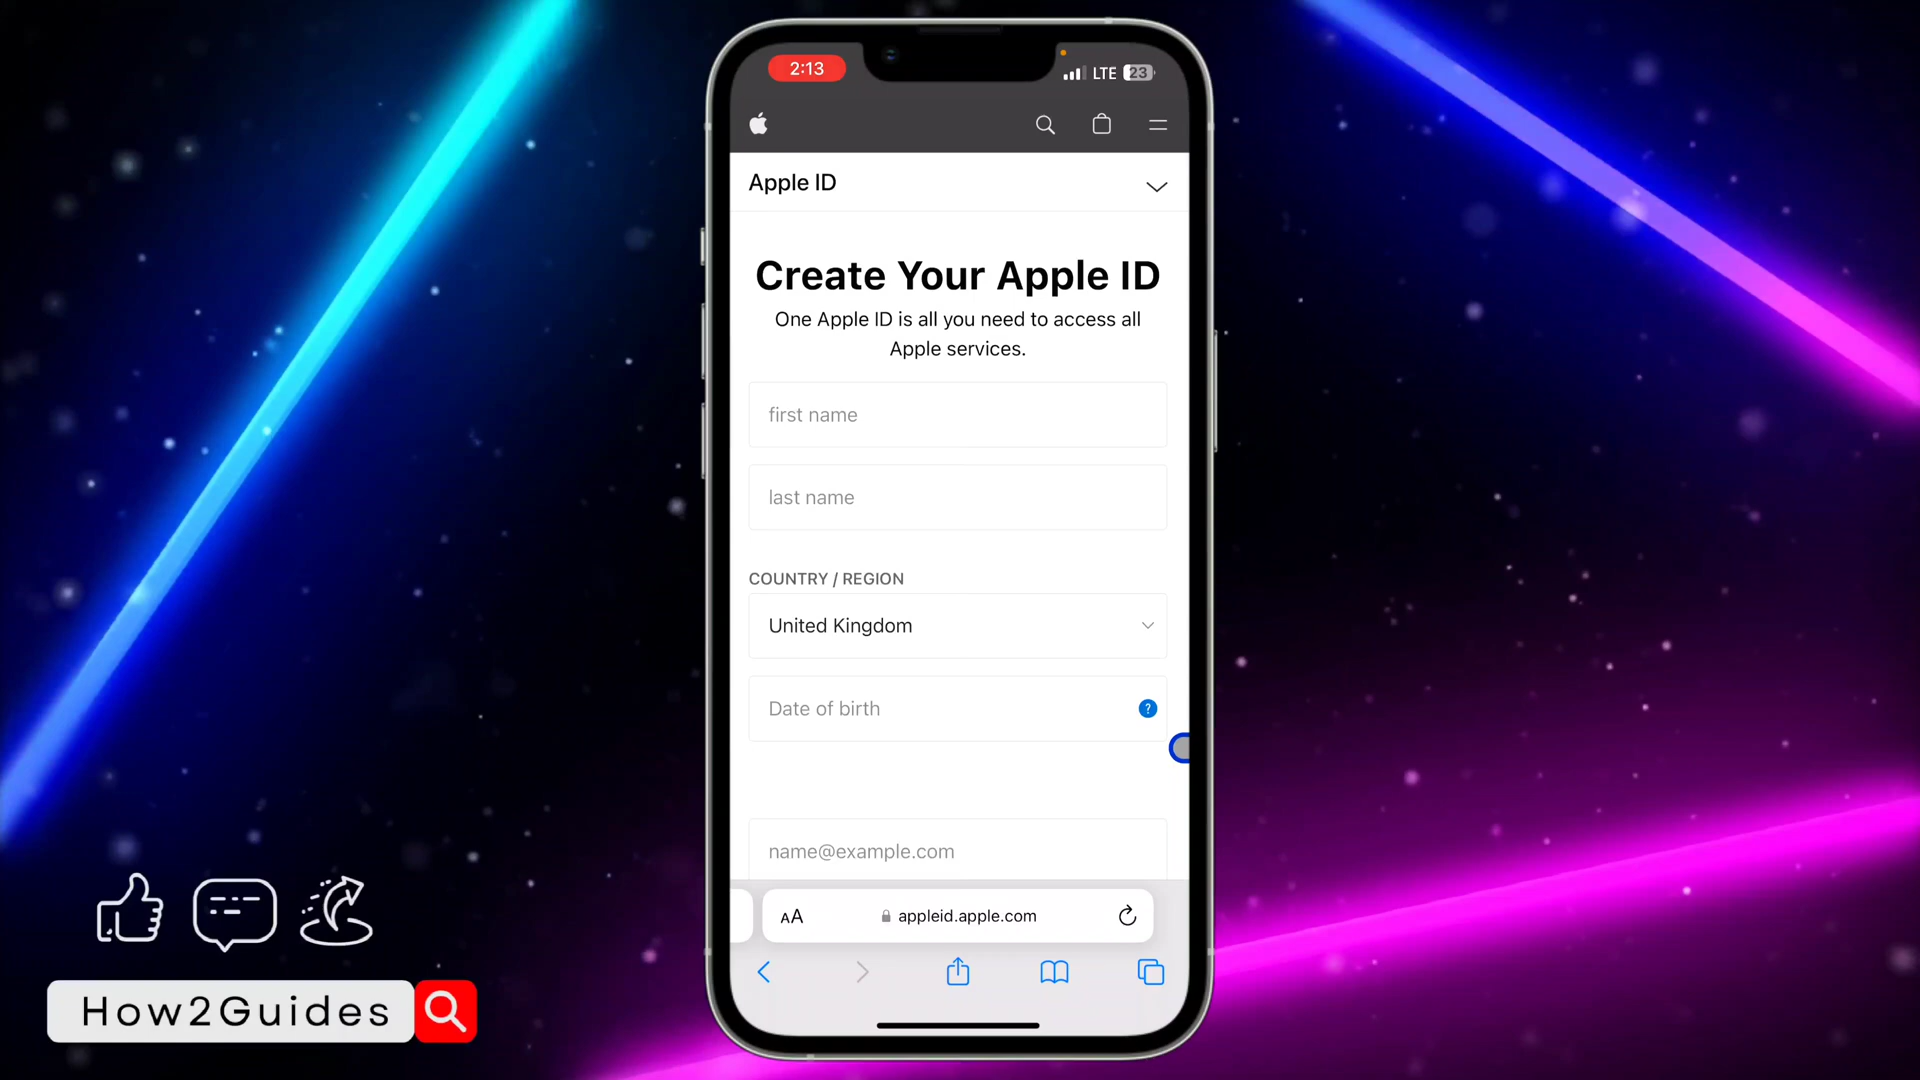 2:13
LTE 23
Apple ID
Create Your Apple ID
One Apple ID is all you need to access all
Apple services.
first name
last name
COUNTRY / REGION
United Kingdom
Date of birth
?
name@example.com
AA
appleid.apple.com
How2Guides